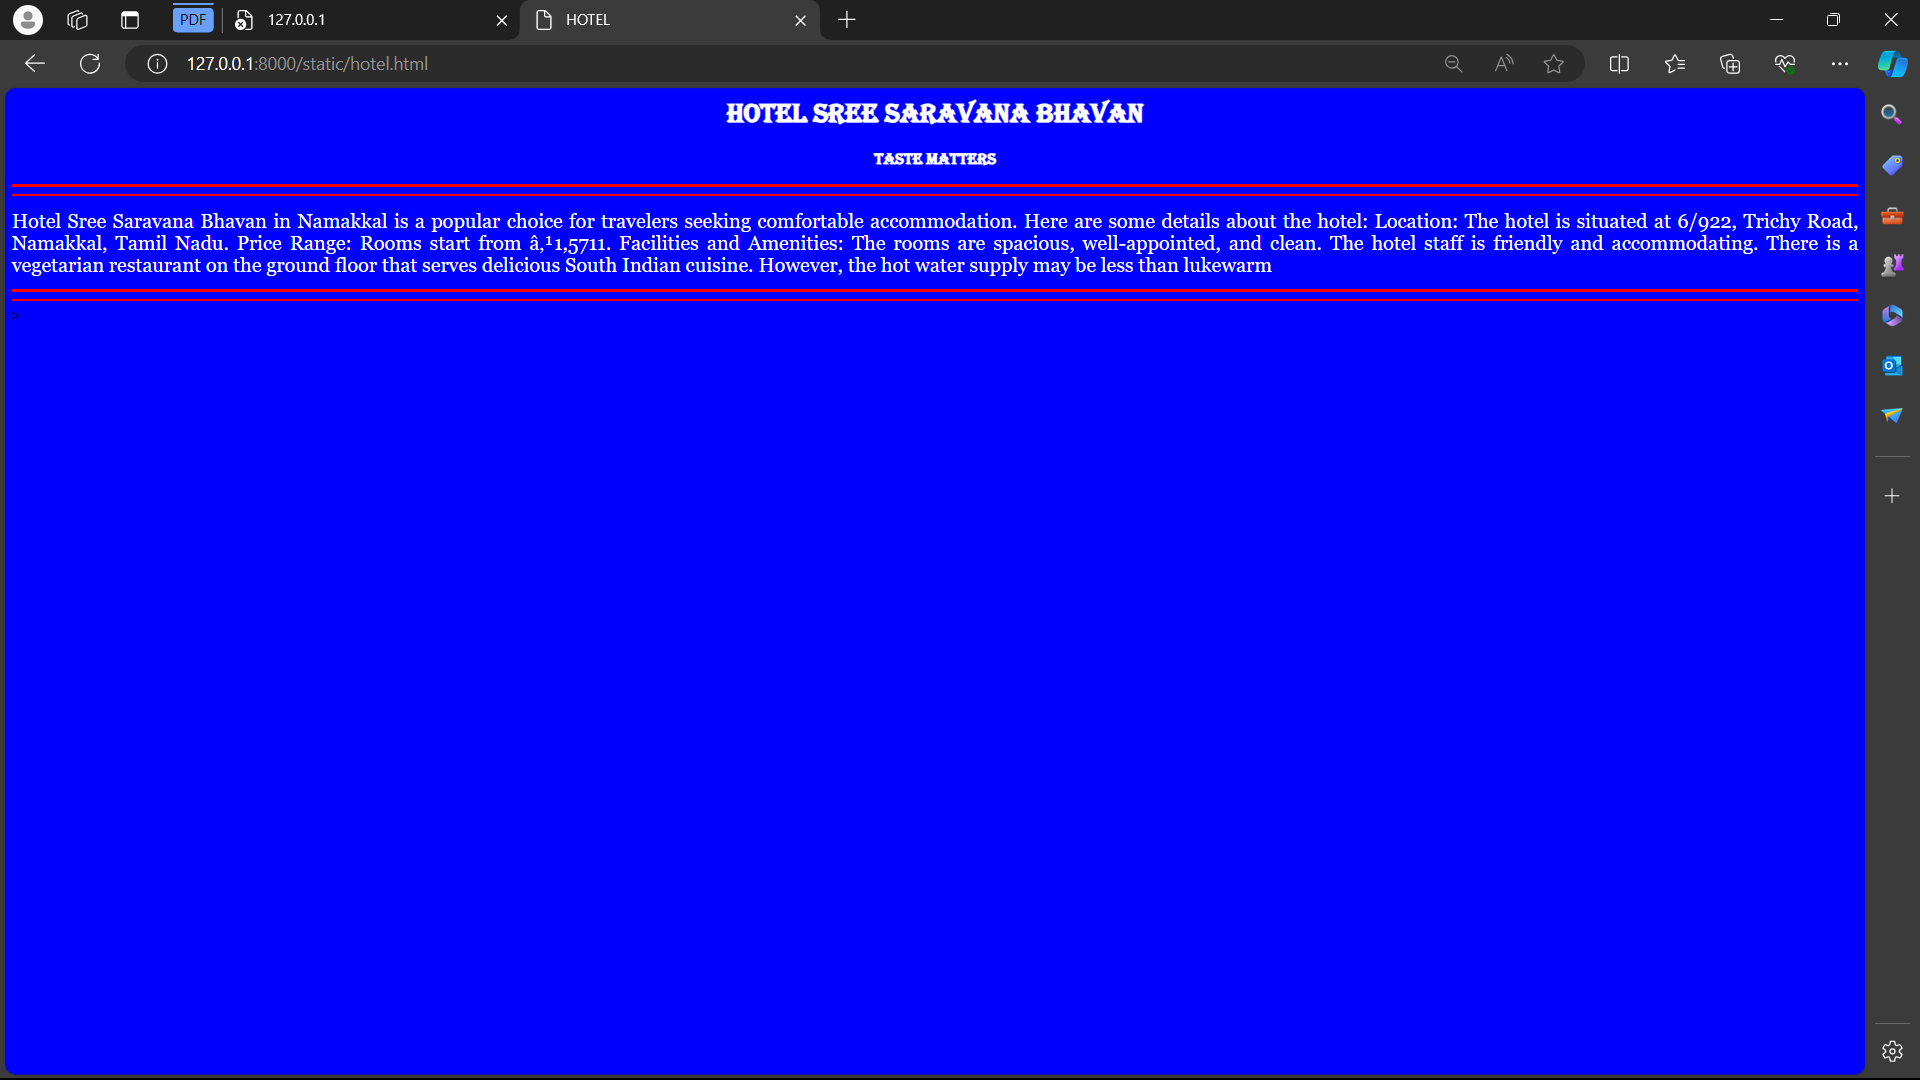 PDF
127.0.0.1
HOTEL
127.0.0.1:8000/static/hotel.html
HOTEL SREE SARAVANA BHAVAN
TASTE MATTERS
Hotel Sree Saravana Bhavan in Namakkal is a popular choice for travelers seeking comfortable accommodation. Here are some details about the hotel: Location: The hotel is situated at 6/922, Trichy Road,
Namakkal, Tamil Nadu. Price Range: Rooms start from â‚¹1,5711. Facilities and Amenities: The rooms are spacious, well-appointed, and clean. The hotel staff is friendly and accommodating. There is a
vegetarian restaurant on the ground floor that serves delicious South Indian cuisine. However, the hot water supply may be less than lukewarm
>